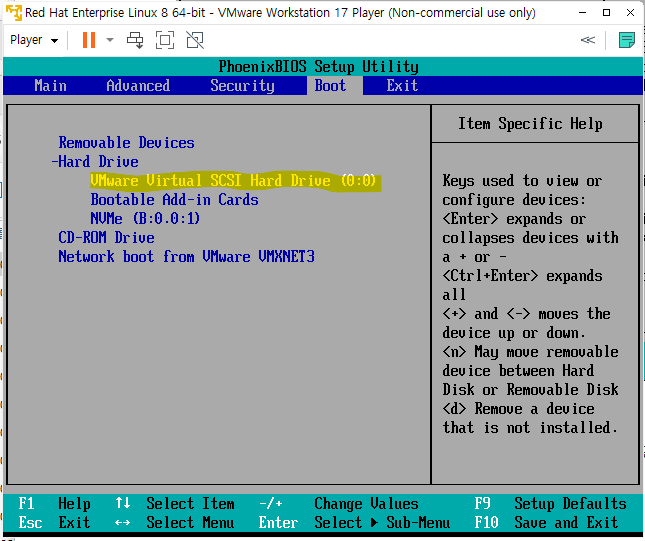 Red Hat Enterprise Linux 8 64-bit - VMware Workstation 17 Player (Non-commercial use only)
Player
PhoenixBIOS Setup Utility
Main Advanced Security Boot Exit
Removable Devices
-Hard Drive
VMware Virtual SCSI Hard Drive (0:0)
Bootable Add-in Cards
NVMe (B:0.0:1)
CD-ROM Drive
Network boot from VMware VMXNET3
Item Specific Help
Keys used to view or
configure devices:
<Enter> expands or
collapses devices with
a + or -
<Ctrl+Enter> expands
all
<+> and <-> moves the
device up or down.
<n> May move removable
device between Hard
Disk or Removable Disk
<d> Remove a device
that is not installed.
F1 Help ↑↓ Select Item -/+ Change Values F9 Setup Defaults
Esc Exit ↔ Select Menu Enter Select ▶ Sub-Menu F10 Save and Exit